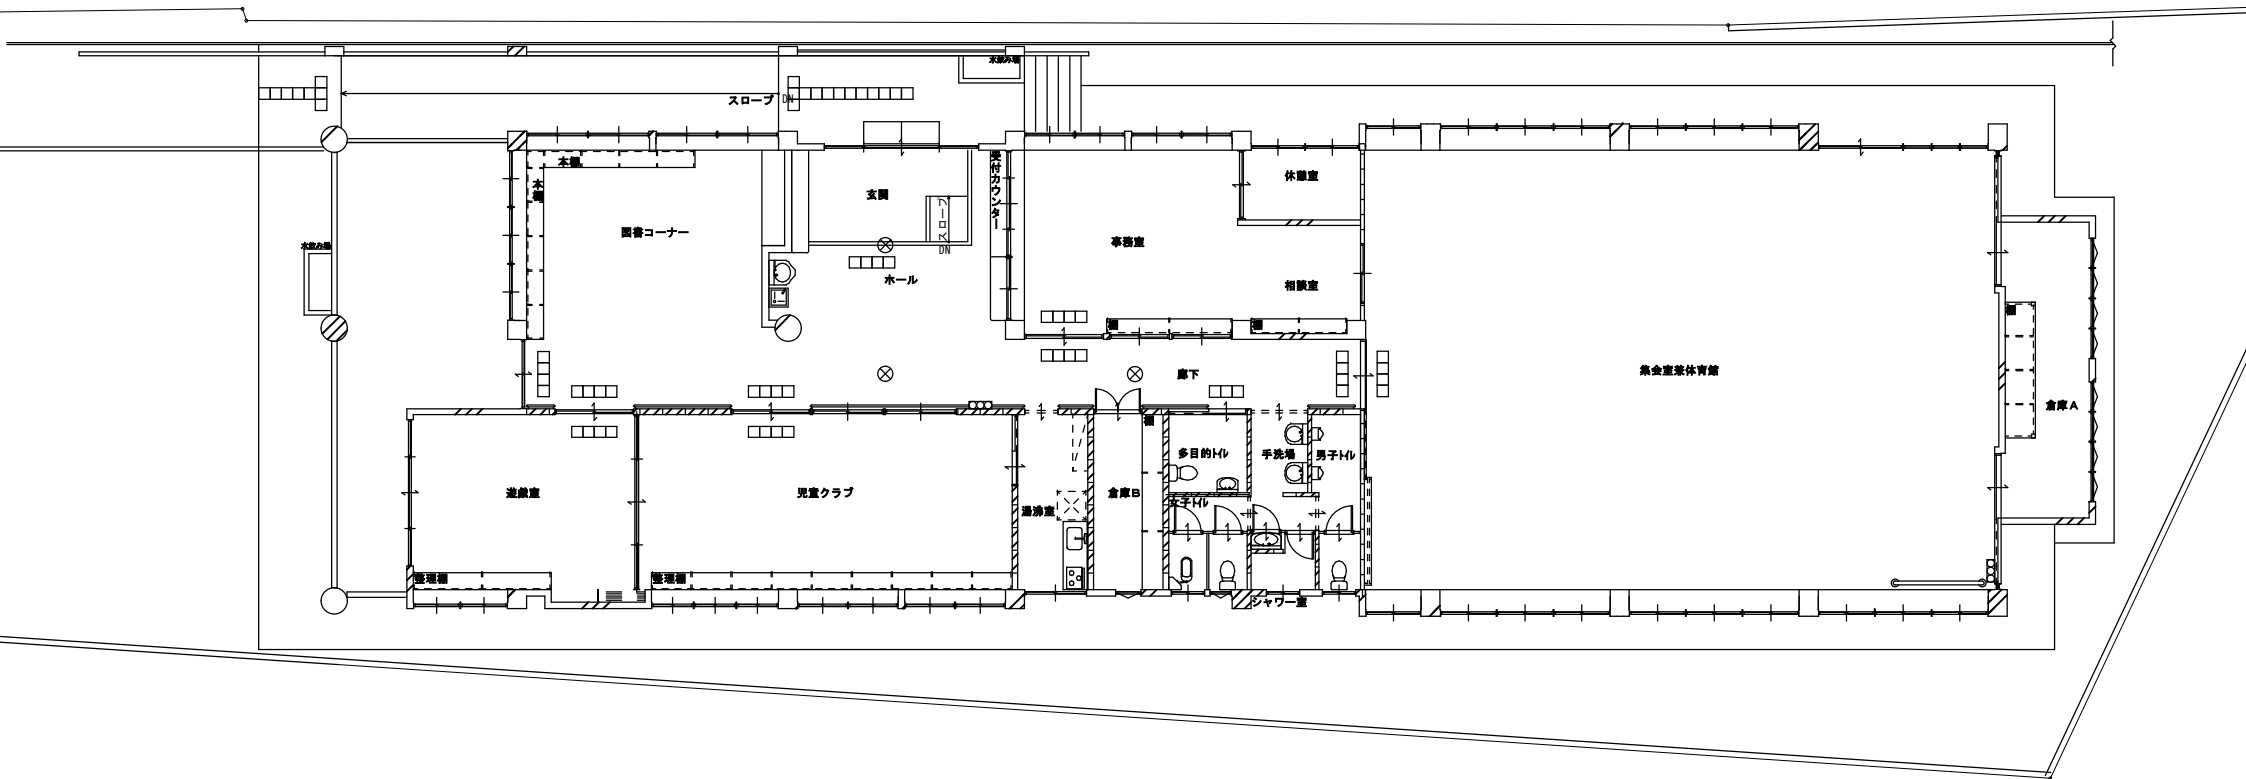 水飲み場
スロープ DN
本棚
本棚
受付カウンター
休憩室
玄関
スロープ
DN
図書コーナー
事務室
水飲み場
ホール
相談室
棚
棚
棚
廊下
集会室兼体育館
倉庫A
棚
多目的ﾄｲﾚ
手洗場
男子ﾄｲﾚ
遊戯室
児童クラブ
倉庫B
女子ﾄｲﾚ
湯沸室
整理棚
整理棚
シャワー室